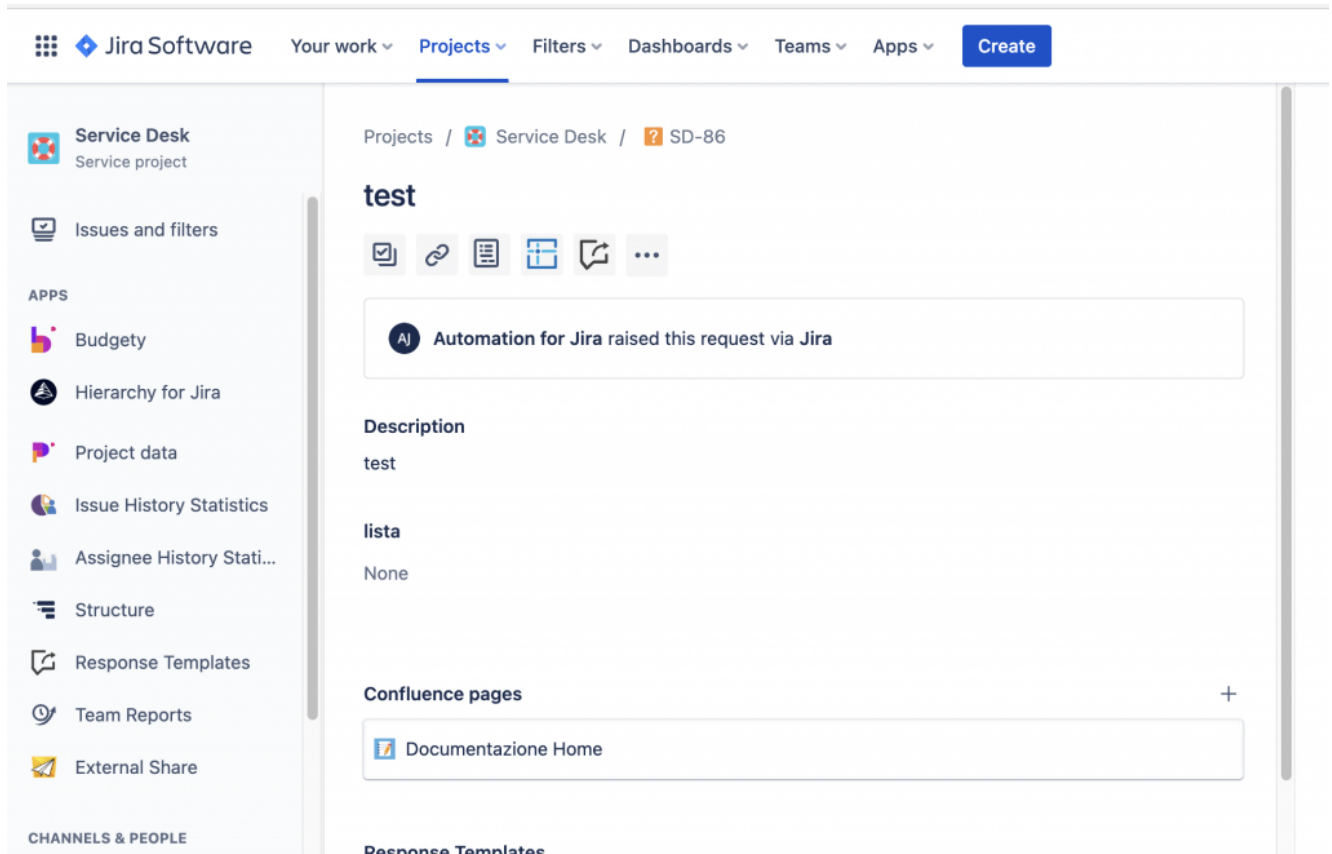 Jira Software Your work Projects Filters Dashboards Teams Apps Create
Service Desk
Service project
Issues and filters
APPS
Budgety
Hierarchy for Jira
Project data
Issue History Statistics
Assignee History Stati...
Structure
Response Templates
Team Reports
External Share
CHANNELS & PEOPLE
Projects / Service Desk / ? SD-86
test
AJ Automation for Jira raised this request via Jira
Description
test
lista
None
Confluence pages +
Documentazione Home
Response Templates